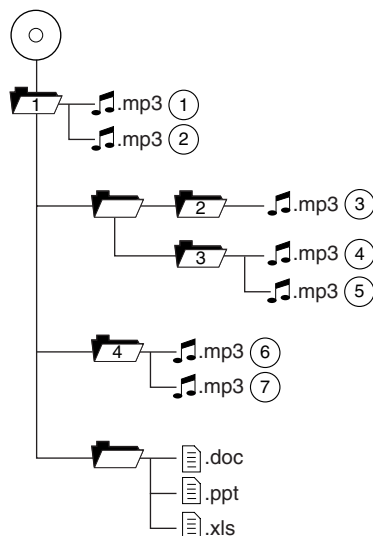 1 .mp3 1
.mp3 2
2 .mp3 3
3 .mp3 4
.mp3 5
4 .mp3 6
.mp3 7
.doc
.ppt
.xls